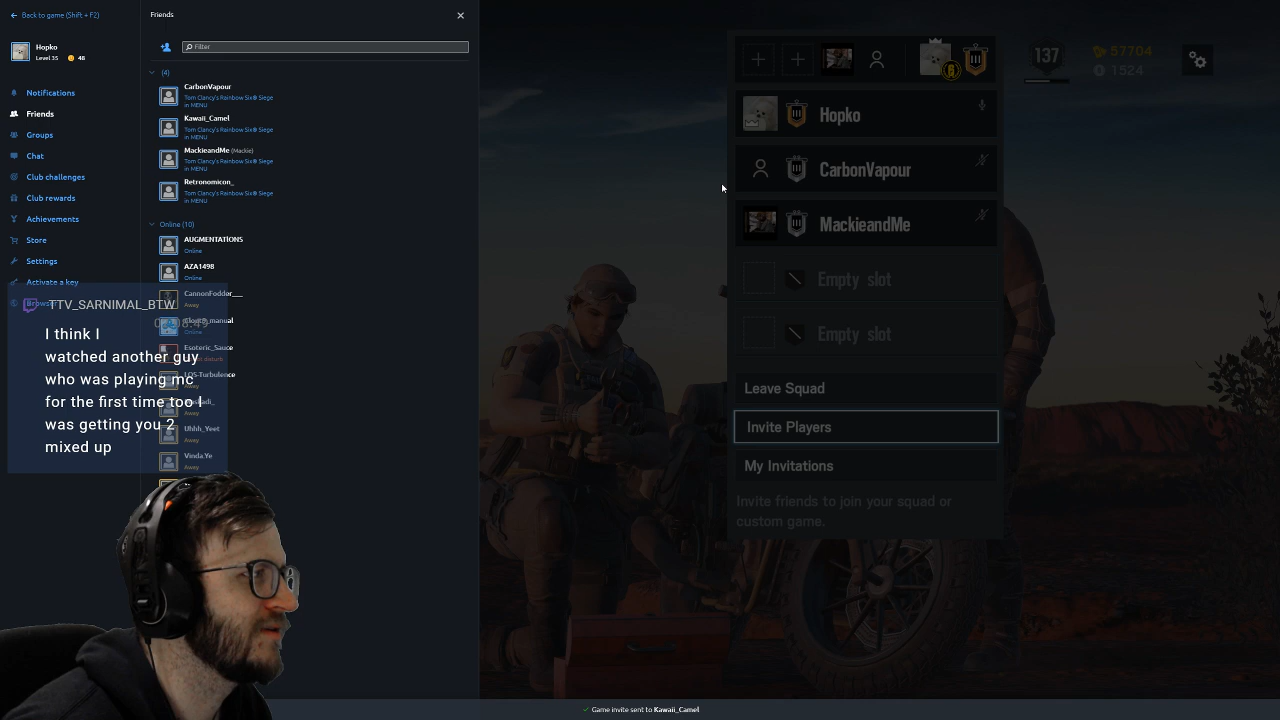 Back to game (Shift + F2)
Hopko
Level 35
48
Notifications
Friends
Groups
Chat
Club challenges
Club rewards
Achievements
Store
Settings
Activate a key
Friends
Filter
(4)
CarbonVapour
Tom Clancy's Rainbow Six® Siege
in MENU
Kawaii_Camel
Tom Clancy's Rainbow Six® Siege
in MENU
MackieandMe (Mackie)
Tom Clancy's Rainbow Six® Siege
in MENU
Retronomicon_
Tom Clancy's Rainbow Six® Siege
in MENU
Online (10)
AUGMENTATIONS
Online
AZA1498
Online
CannonFodder___
Away
Online
Esoteric_Sauce
LOS-Turbulence
Away
Away
Uhhh_Yeet
Away
Vinda.Ye
Away
TTV_SARNIMAL_BTW
I think I
watched another guy
who was playing mc
for the first time too I
was getting you 2
mixed up
137
57704
1524
Hopko
CarbonVapour
MackieandMe
Empty slot
Empty slot
Leave Squad
Invite Players
My Invitations
Invite friends to join your squad or
custom game.
Game invite sent to Kawaii_Camel